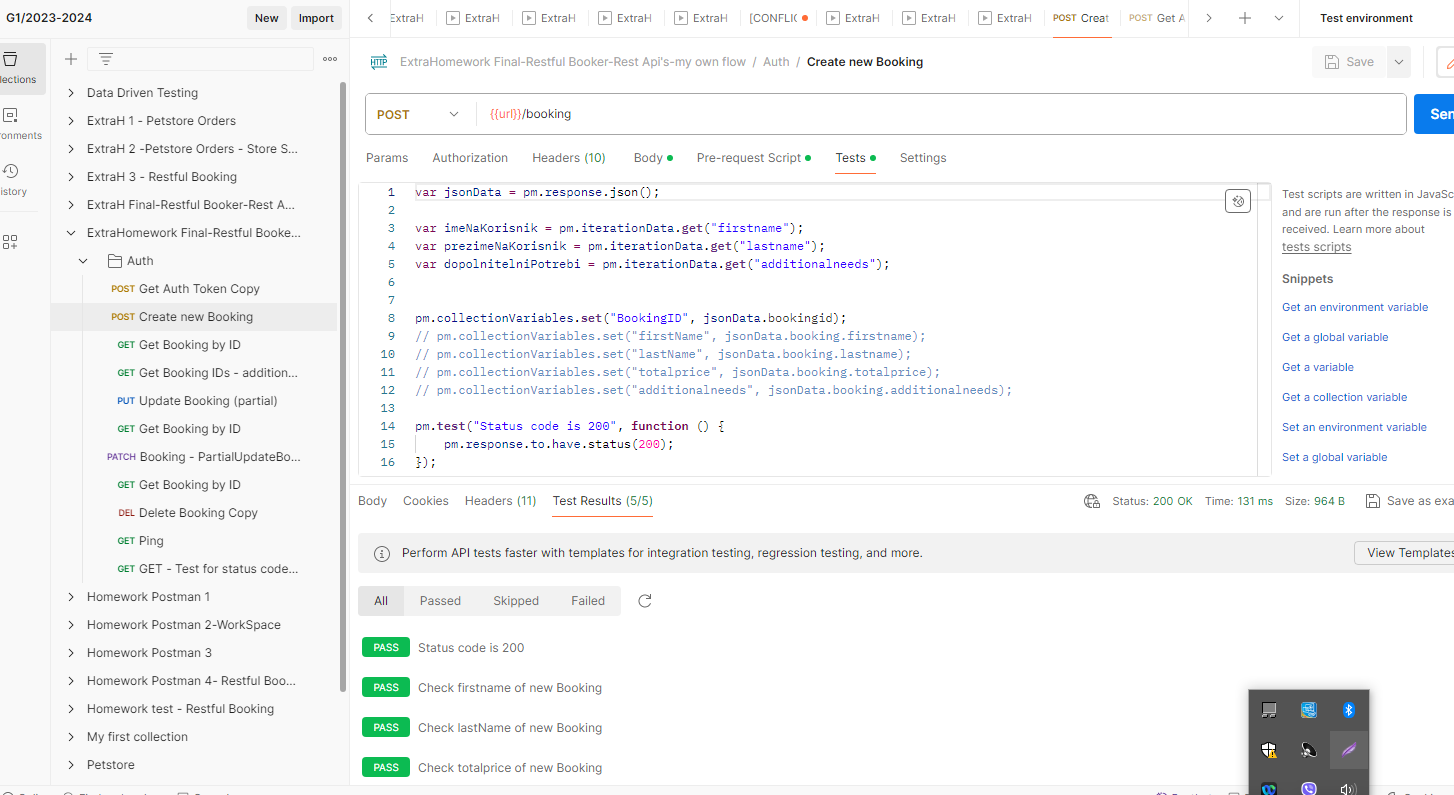 G1/2023-2024
New
Import
ExtraH
ExtraH
ExtraH
ExtraH
ExtraH
[CONFLIC
ExtraH
ExtraH
ExtraH
POST Creat
POST Get A
Test environment
lections
ronments
istory
Data Driven Testing
ExtraH 1 - Petstore Orders
ExtraH 2 -Petstore Orders - Store S...
ExtraH 3 - Restful Booking
ExtraH Final-Restful Booker-Rest A...
ExtraHomework Final-Restful Booke...
Auth
POST Get Auth Token Copy
POST Create new Booking
GET Get Booking by ID
GET Get Booking IDs - addition...
PUT Update Booking (partial)
GET Get Booking by ID
PATCH Booking - PartialUpdateBo...
GET Get Booking by ID
DEL Delete Booking Copy
GET Ping
GET GET - Test for status code...
Homework Postman 1
Homework Postman 2-WorkSpace
Homework Postman 3
Homework Postman 4- Restful Boo...
Homework test - Restful Booking
My first collection
Petstore
HTTP ExtraHomework Final-Restful Booker-Rest Api's-my own flow / Auth / Create new Booking
Save
POST {{url}}/booking
Sen
Params Authorization Headers (10) Body Pre-request Script Tests Settings
1 var jsonData = pm.response.json();
2
3 var imeNaKorisnik = pm.iterationData.get("firstname");
4 var prezimeNaKorisnik = pm.iterationData.get("lastname");
5 var dopolnitelniPotrebi = pm.iterationData.get("additionalneeds");
6
7
8 pm.collectionVariables.set("BookingID", jsonData.bookingid);
9 // pm.collectionVariables.set("firstName", jsonData.booking.firstname);
10 // pm.collectionVariables.set("lastName", jsonData.booking.lastname);
11 // pm.collectionVariables.set("totalprice", jsonData.booking.totalprice);
12 // pm.collectionVariables.set("additionalneeds", jsonData.booking.additionalneeds);
13
14 pm.test("Status code is 200", function () {
15 pm.response.to.have.status(200);
16 });
Test scripts are written in JavaSc
and are run after the response is
received. Learn more about
tests scripts
Snippets
Get an environment variable
Get a global variable
Get a variable
Get a collection variable
Set an environment variable
Set a global variable
Body Cookies Headers (11) Test Results (5/5)
Status: 200 OK Time: 131 ms Size: 964 B Save as exa
Perform API tests faster with templates for integration testing, regression testing, and more.
View Templates
All Passed Skipped Failed
PASS Status code is 200
PASS Check firstname of new Booking
PASS Check lastName of new Booking
PASS Check totalprice of new Booking